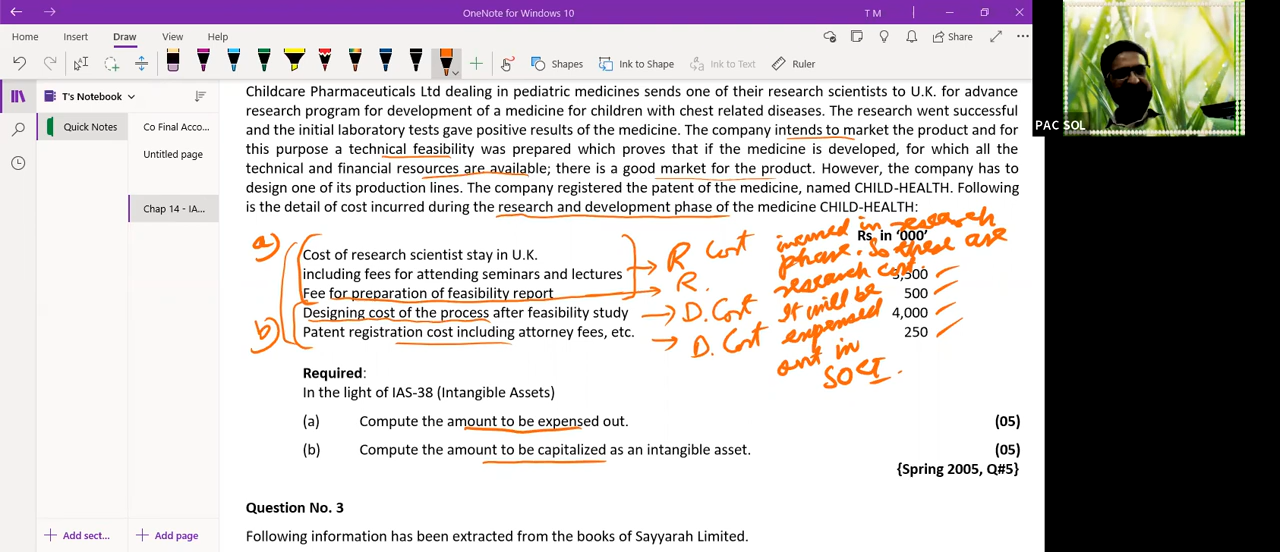 OneNote for Windows 10
T M
Home Insert Draw View Help
Share
Shapes Ink to Shape Ink to Text Ruler
T's Notebook
Quick Notes
Co Final Acco...
Untitled page
Chap 14 - IA...
Add sect...
Add page
PAC SOL
Childcare Pharmaceuticals Ltd dealing in pediatric medicines sends one of their research scientists to U.K. for advance
research program for development of a medicine for children with chest related diseases. The research went successful
and the initial laboratory tests gave positive results of the medicine. The company intends to market the product and for
this purpose a technical feasibility was prepared which proves that if the medicine is developed, for which all the
technical and financial resources are available; there is a good market for the product. However, the company has to
design one of its production lines. The company registered the patent of the medicine, named CHILD-HEALTH. Following
is the detail of cost incurred during the research and development phase of the medicine CHILD-HEALTH:
Rs. in '000'
a)
Cost of research scientist stay in U.K.
including fees for attending seminars and lectures 3,500
R cost
Fee for preparation of feasibility report 500
R.
b)
Designing cost of the process after feasibility study 4,000
D. Cost
Patent registration cost including attorney fees, etc. 250
D. Cost
incurred in research
phase. So these are
research cost.
It will be
expensed
out in
SOCI.
Required:
In the light of IAS-38 (Intangible Assets)
(a) Compute the amount to be expensed out. (05)
(b) Compute the amount to be capitalized as an intangible asset. (05)
{Spring 2005, Q#5}
Question No. 3
Following information has been extracted from the books of Sayyarah Limited.